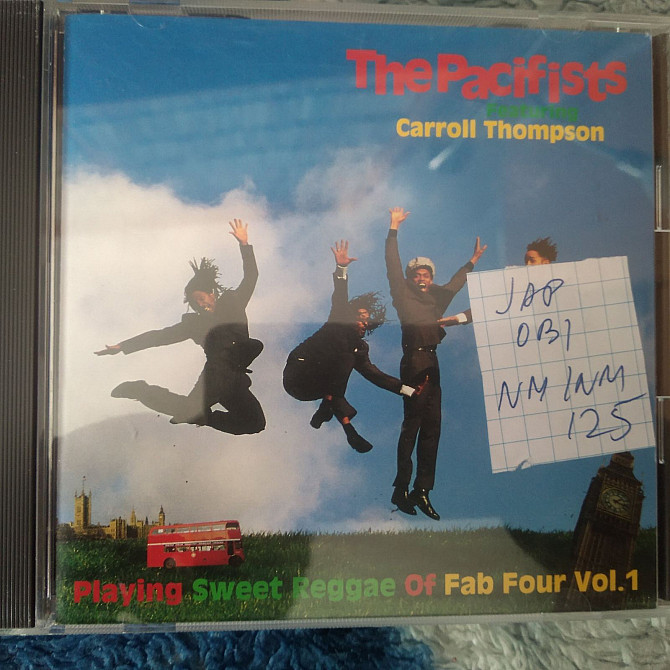 The Pacifists
Featuring
Carroll Thompson
JAP
OBI
NM/NM
125
Playing Sweet Reggae Of Fab Four Vol.1